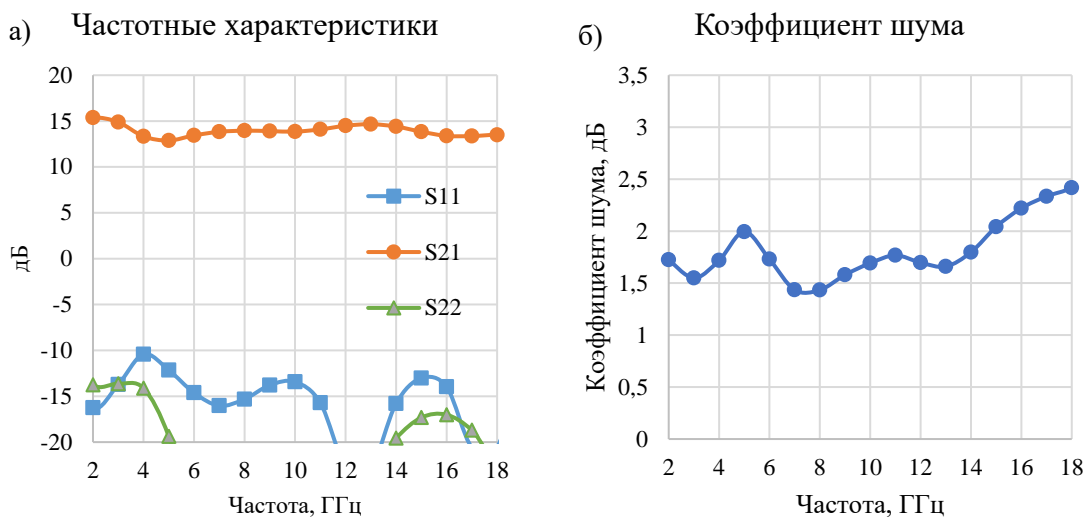 а) Частотные характеристики
20
15
10
5
0
-5
-10
-15
-20
дБ
S11
S21
S22
2 4 6 8 10 12 14 16 18
Частота, ГГц
б) Коэффициент шума
3,5
3
2,5
2
1,5
1
0,5
0
Коэффициент шума, дБ
2 4 6 8 10 12 14 16 18
Частота, ГГц